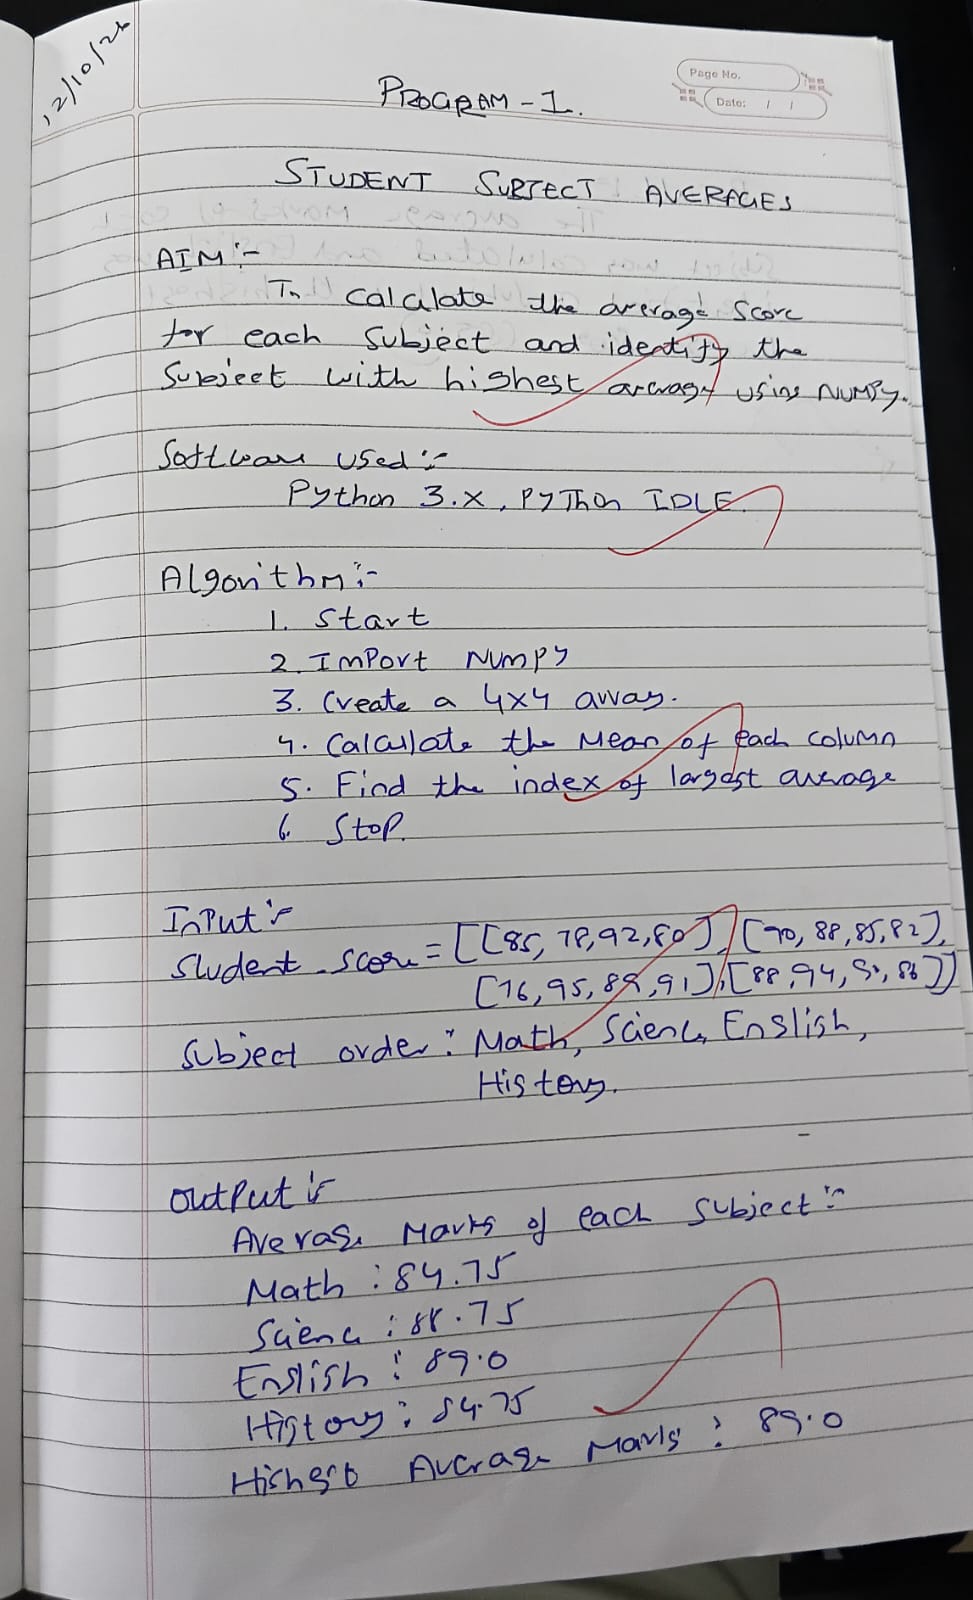 12/10/2
Page No.
Date: / /
PROGRAM - 1.
STUDENT SUBJECT AVERAGES
AIM :-
To calculate the average score
for each subject and identify the
Subject with highest average using NUMPy.
Software used :-
Python 3.x, PyThon IDLE.
Algorithm :-
1. Start
2. ImPort NumPy
3. Create a 4x4 array.
4. Calculate the Mean of each column
5. Find the index of largest average
6. Stop.
InPut :-
Student_Score = [[85, 78, 92, 80], [90, 88, 85, 82],
[76, 95, 89, 91], [88, 94, 90, 86]]
Subject order : Math, Science, English,
History.
OutPut :-
Average Marks of each Subject :-
Math : 84.75
Science : 88.75
English : 89.0
History : 84.75
Highest Average Marks : 89.0